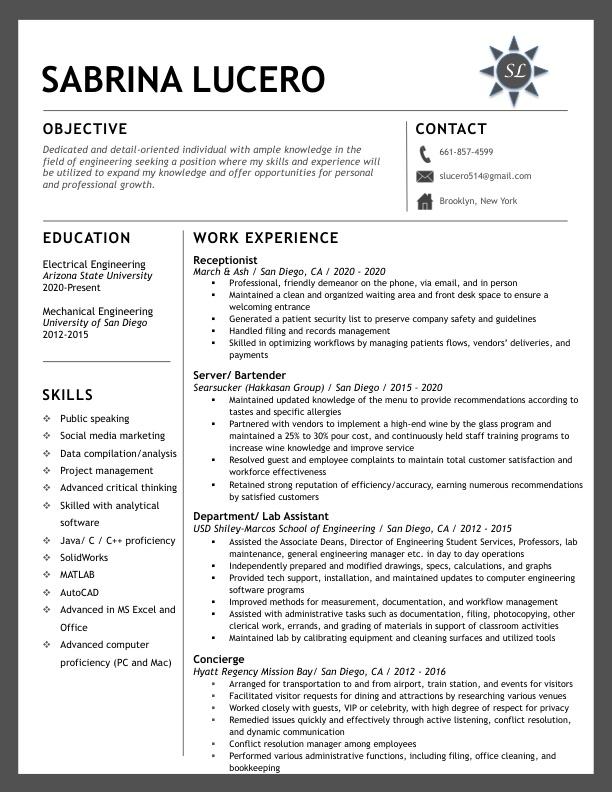 SABRINA LUCERO
SL
OBJECTIVE
Dedicated and detail-oriented individual with ample knowledge in the
field of engineering seeking a position where my skills and experience will
be utilized to expand my knowledge and offer opportunities for personal
and professional growth.
CONTACT
661-857-4599
slucero514@gmail.com
Brooklyn, New York
EDUCATION
Electrical Engineering
Arizona State University
2020-Present
Mechanical Engineering
University of San Diego
2012-2015
SKILLS
❖ Public speaking
❖ Social media marketing
❖ Data compilation/analysis
❖ Project management
❖ Advanced critical thinking
❖ Skilled with analytical
software
❖ Java/ C / C++ proficiency
❖ SolidWorks
❖ MATLAB
❖ AutoCAD
❖ Advanced in MS Excel and
Office
❖ Advanced computer
proficiency (PC and Mac)
WORK EXPERIENCE
Receptionist
March & Ash / San Diego, CA / 2020 - 2020
▪ Professional, friendly demeanor on the phone, via email, and in person
▪ Maintained a clean and organized waiting area and front desk space to ensure a
welcoming entrance
▪ Generated a patient security list to preserve company safety and guidelines
▪ Handled filing and records management
▪ Skilled in optimizing workflows by managing patients flows, vendors’ deliveries, and
payments
Server/ Bartender
Searsucker (Hakkasan Group) / San Diego / 2015 - 2020
▪ Maintained updated knowledge of the menu to provide recommendations according to
tastes and specific allergies
▪ Partnered with vendors to implement a high-end wine by the glass program and
maintained a 25% to 30% pour cost, and continuously held staff training programs to
increase wine knowledge and improve service
▪ Resolved guest and employee complaints to maintain total customer satisfaction and
workforce effectiveness
▪ Retained strong reputation of efficiency/accuracy, earning numerous recommendations
by satisfied customers
Department/ Lab Assistant
USD Shiley-Marcos School of Engineering / San Diego, CA / 2012 - 2015
▪ Assisted the Associate Deans, Director of Engineering Student Services, Professors, lab
maintenance, general engineering manager etc. in day to day operations
▪ Independently prepared and modified drawings, specs, calculations, and graphs
▪ Provided tech support, installation, and maintained updates to computer engineering
software programs
▪ Improved methods for measurement, documentation, and workflow management
▪ Assisted with administrative tasks such as documentation, filing, photocopying, other
clerical work, errands, and grading of materials in support of classroom activities
▪ Maintained lab by calibrating equipment and cleaning surfaces and utilized tools
Concierge
Hyatt Regency Mission Bay/ San Diego, CA / 2012 - 2016
▪ Arranged for transportation to and from airport, train station, and events for visitors
▪ Facilitated visitor requests for dining and attractions by researching various venues
▪ Worked closely with guests, VIP or celebrity, with high degree of respect for privacy
▪ Remedied issues quickly and effectively through active listening, conflict resolution,
and dynamic communication
▪ Conflict resolution manager among employees
▪ Performed various administrative functions, including filing, office cleaning, and
bookkeeping